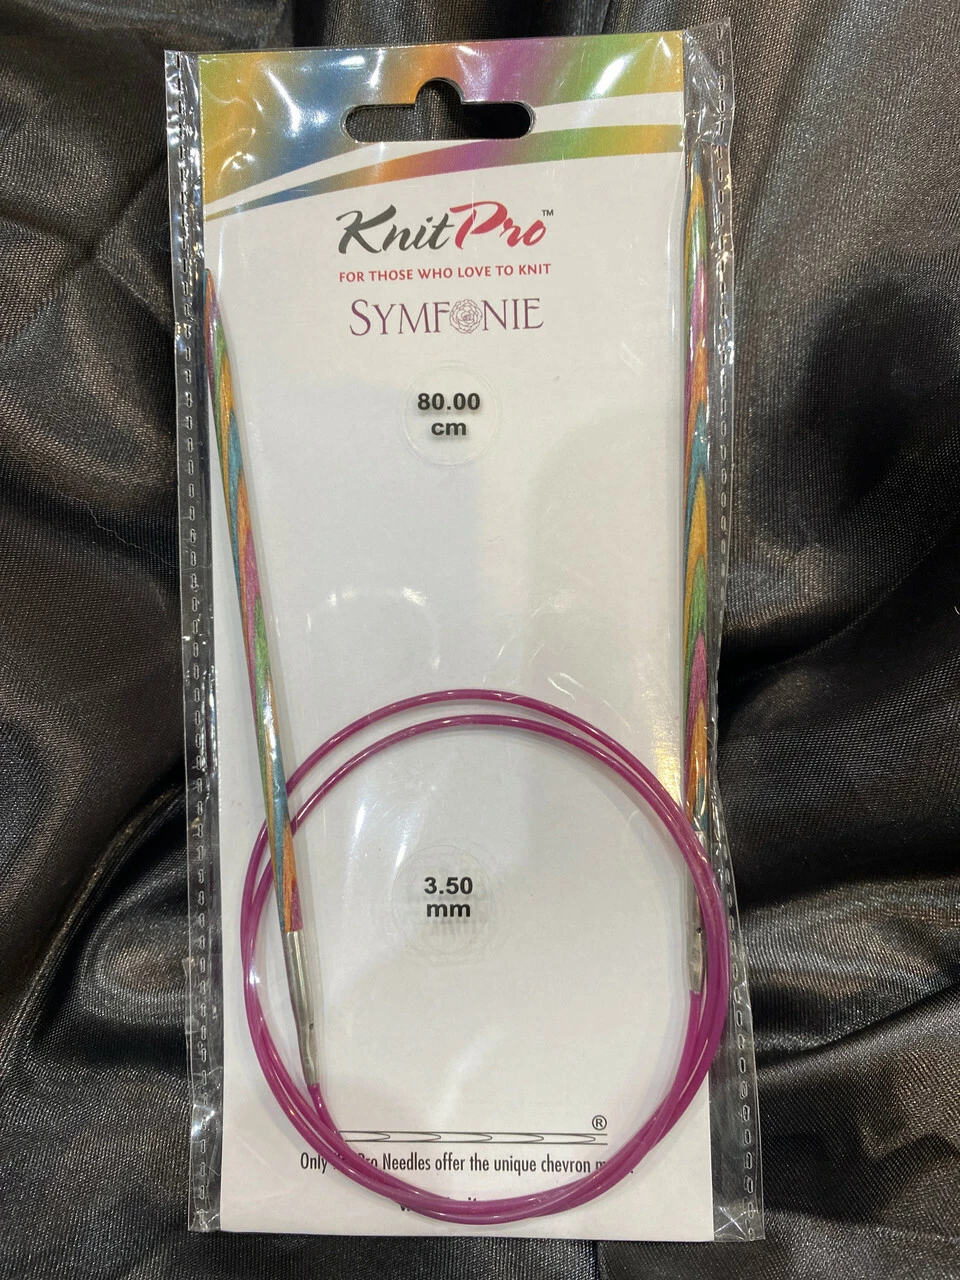 KnitPro™
FOR THOSE WHO LOVE TO KNIT
SYMFONIE
80.00
cm
3.50
mm
®
Only Pro Needles offer the unique chevron